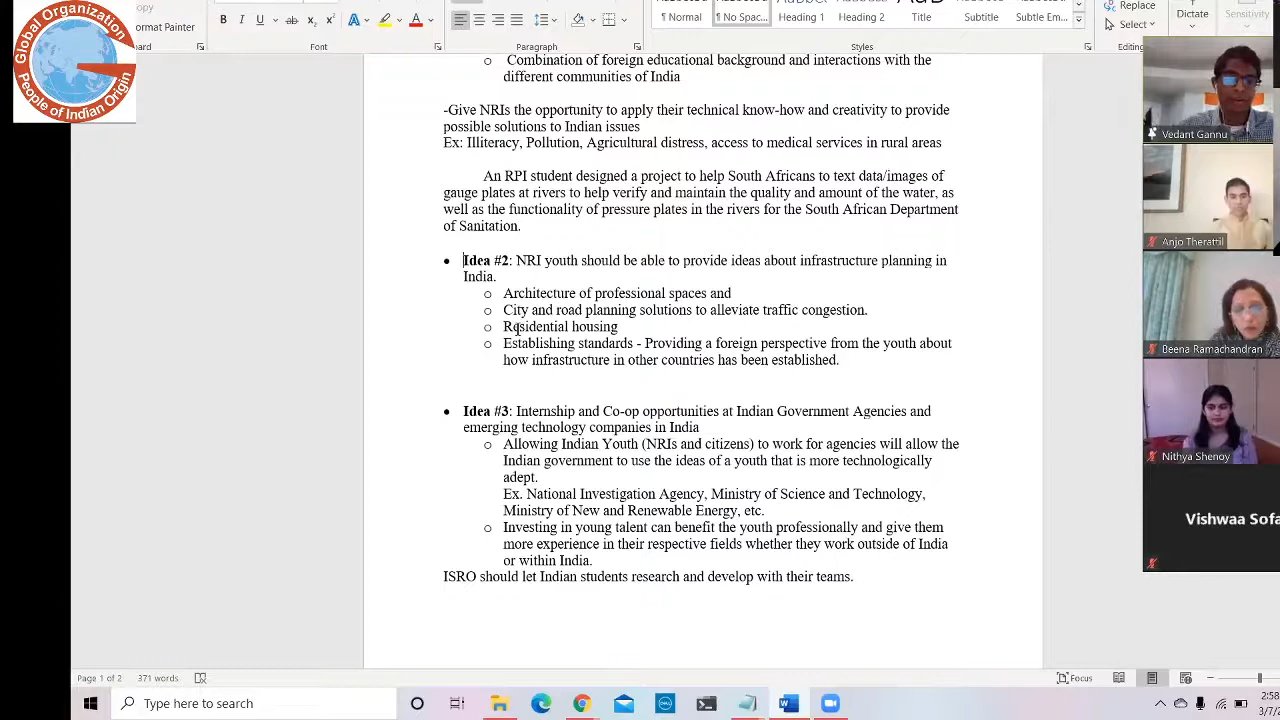 Global Organization
People of Indian Origin
Copy
Format Painter
B I x₂ x² A A
Font
Paragraph
¶ Normal
¶ No Spac...
Heading 1
Heading 2
Title
Subtitle
Subtle Em...
Styles
Replace
Select
Editing
Dictate
Sensitivity
○ Combination of foreign educational background and interactions with the
different communities of India
-Give NRIs the opportunity to apply their technical know-how and creativity to provide
possible solutions to Indian issues
Ex: Illiteracy, Pollution, Agricultural distress, access to medical services in rural areas
An RPI student designed a project to help South Africans to text data/images of
gauge plates at rivers to help verify and maintain the quality and amount of the water, as
well as the functionality of pressure plates in the rivers for the South African Department
of Sanitation.
• Idea #2: NRI youth should be able to provide ideas about infrastructure planning in
India.
○ Architecture of professional spaces and
○ City and road planning solutions to alleviate traffic congestion.
○ Residential housing
○ Establishing standards - Providing a foreign perspective from the youth about
how infrastructure in other countries has been established.
• Idea #3: Internship and Co-op opportunities at Indian Government Agencies and
emerging technology companies in India
○ Allowing Indian Youth (NRIs and citizens) to work for agencies will allow the
Indian government to use the ideas of a youth that is more technologically
adept.
Ex. National Investigation Agency, Ministry of Science and Technology,
Ministry of New and Renewable Energy, etc.
○ Investing in young talent can benefit the youth professionally and give them
more experience in their respective fields whether they work outside of India
or within India.
ISRO should let Indian students research and develop with their teams.
Vedant Gannu
Anjo Therattil
Beena Ramachandran
Nithya Shenoy
Vishwaa Sofa
Page 1 of 2
371 words
Focus
Type here to search
DELL
2:58
3/7/